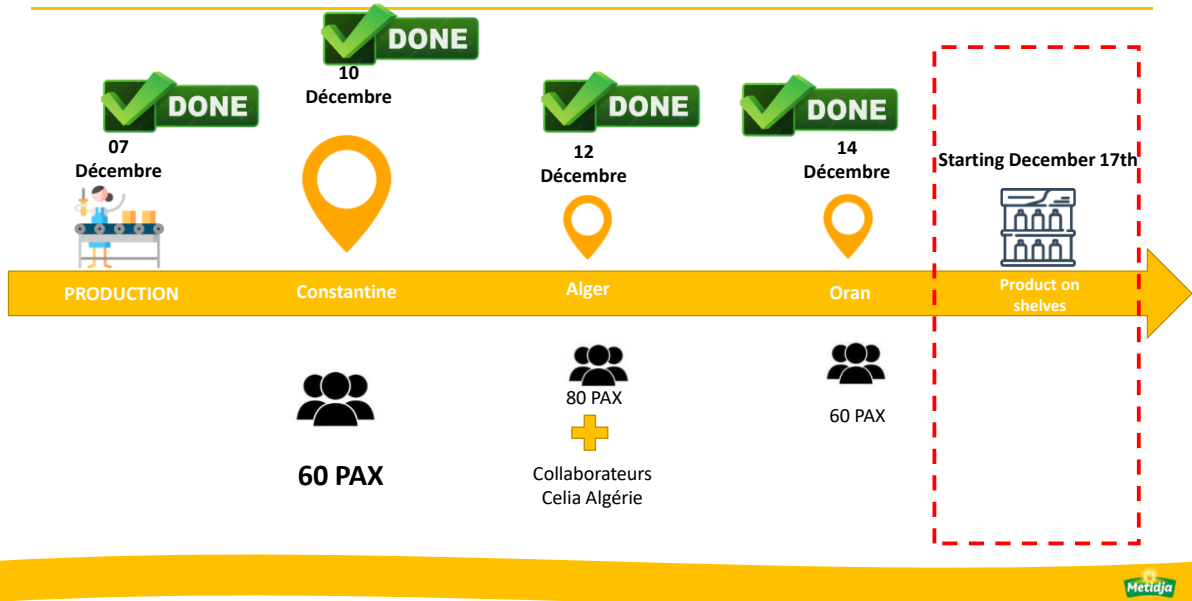 DONE
10
Décembre
DONE
07
Décembre
DONE
12
Décembre
DONE
14
Décembre
Starting December 17th
PRODUCTION
Constantine
Alger
Oran
Product on
shelves
60 PAX
80 PAX
Collaborateurs
Celia Algérie
60 PAX
Metidja